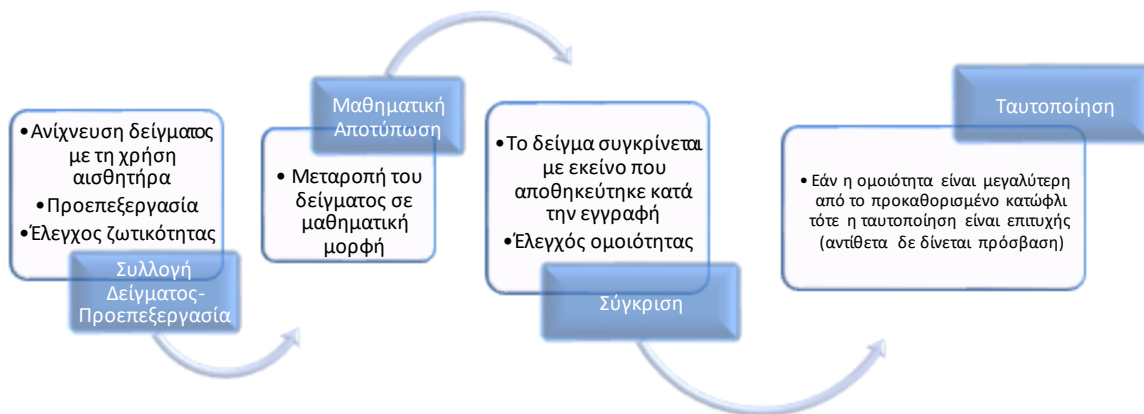 •Ανίχνευση δείγματος
με τη χρήση
αισθητήρα
•Προεπεξεργασία
•Έλεγχος ζωτικότητας
Συλλογή
Δείγματος-
Προεπεξεργασία
Μαθηματική
Αποτύπωση
• Μεταροπή του
δείγματος σε
μαθηματική
μορφή
•Το δείγμα συγκρίνεται
με εκείνο που
αποθηκεύτηκε κατά
την εγγραφή
•Έλεγχός ομοιότητας
Σύγκριση
Ταυτοποίηση
• Εάν η ομοιότητα είναι μεγαλύτερη
από το προκαθορισμένο κατώφλι
τότε η ταυτοποίηση είναι επιτυχής
(αντίθετα δε δίνεται πρόσβαση)